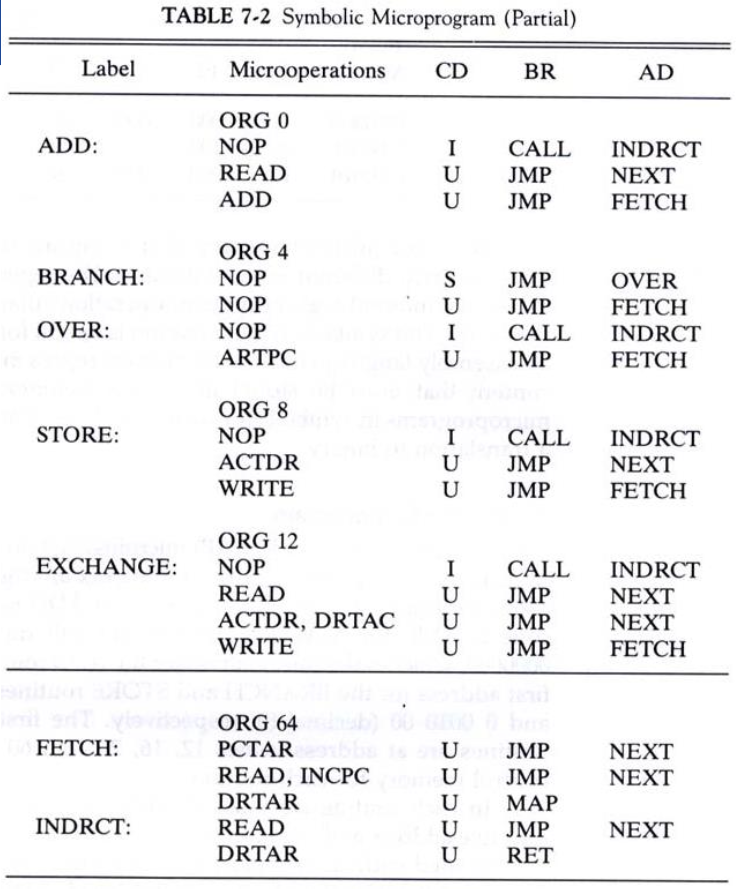 TABLE 7-2 Symbolic Microprogram (Partial)
Label Microoperations CD BR AD
ORG 0
ADD: NOP I CALL INDRCT
READ U JMP NEXT
ADD U JMP FETCH
ORG 4
BRANCH: NOP S JMP OVER
NOP U JMP FETCH
OVER: NOP I CALL INDRCT
ARTPC U JMP FETCH
ORG 8
STORE: NOP I CALL INDRCT
ACTDR U JMP NEXT
WRITE U JMP FETCH
ORG 12
EXCHANGE: NOP I CALL INDRCT
READ U JMP NEXT
ACTDR, DRTAC U JMP NEXT
WRITE U JMP FETCH
ORG 64
FETCH: PCTAR U JMP NEXT
READ, INCPC U JMP NEXT
DRTAR U MAP
INDRCT: READ U JMP NEXT
DRTAR U RET